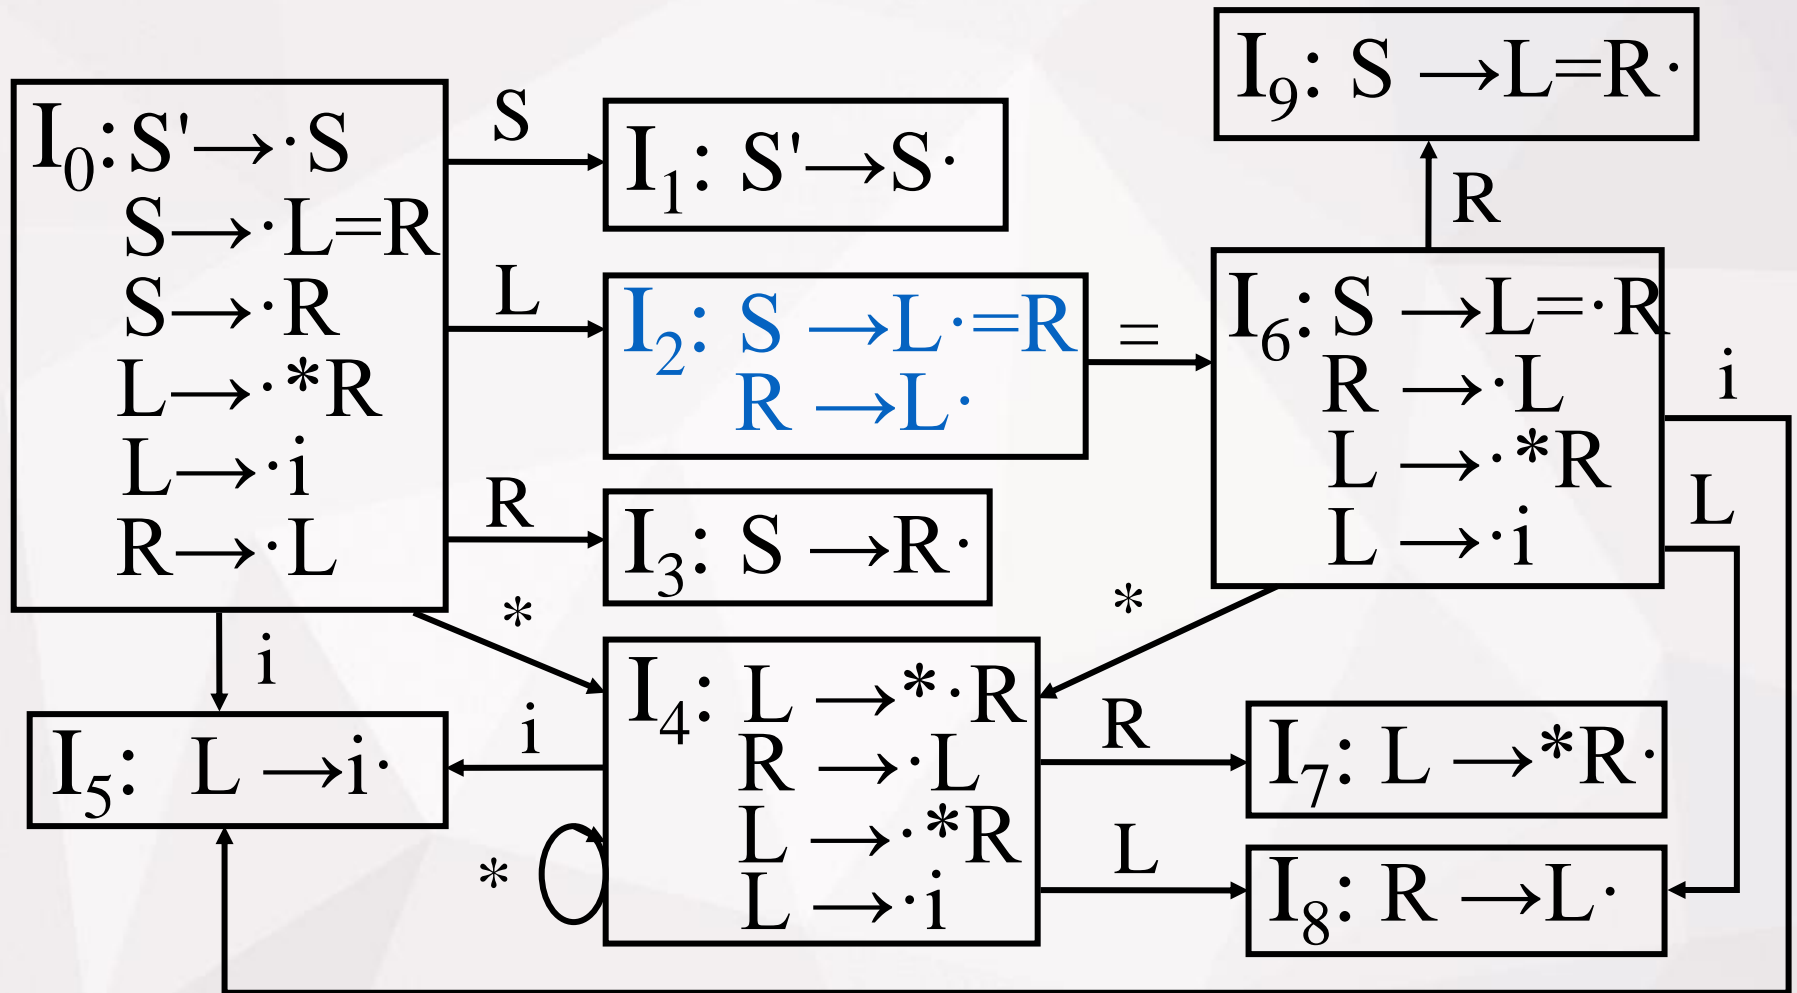 I₀: S'→·S
S→·L=R
S→·R
L→·*R
L→·i
R→·L
S
I₁: S'→S·
L
I₂: S →L·=R
R →L·
R
I₃: S →R·
=
I₉: S →L=R·
R
I₆: S →L=·R
R →·L
L →·*R
L →·i
i
L
*
*
i
I₅: L →i·
i
I₄: L →*·R
R →·L
L →·*R
L →·i
*
R
I₇: L →*R·
L
I₈: R →L·